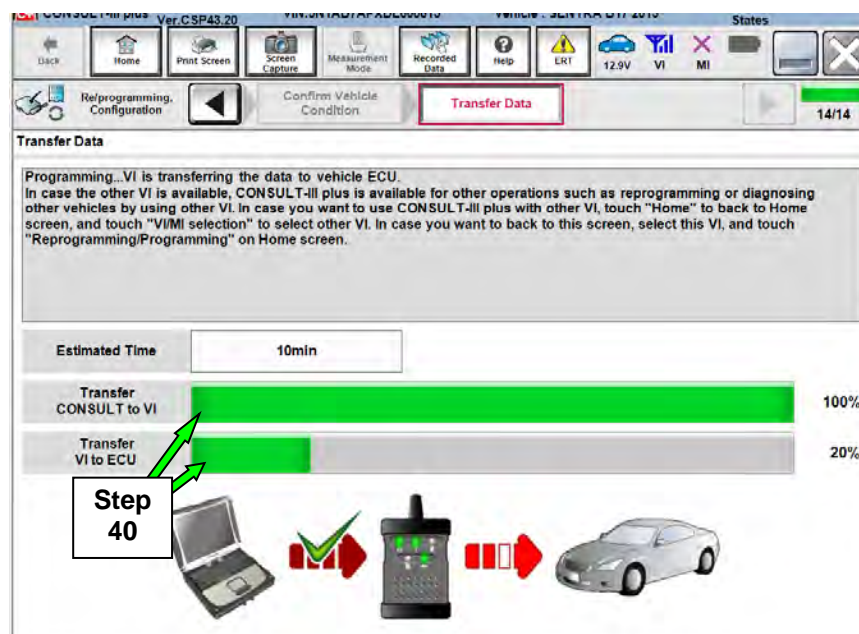 Ver.CSP43.20
States
Back
Home
Print Screen
Screen Capture
Measurement Mode
Recorded Data
Help
ERT
12.9V
VI
MI
Re/programming, Configuration
Confirm Vehicle Condition
Transfer Data
14/14
Transfer Data
Programming...VI is transferring the data to vehicle ECU.
In case the other VI is available, CONSULT-III plus is available for other operations such as reprogramming or diagnosing
other vehicles by using other VI. In case you want to use CONSULT-III plus with other VI, touch "Home" to back to Home
screen, and touch "VI/MI selection" to select other VI. In case you want to back to this screen, select this VI, and touch
"Reprogramming/Programming" on Home screen.
Estimated Time
10min
Transfer
CONSULT to VI
100%
Transfer
VI to ECU
20%
Step
40